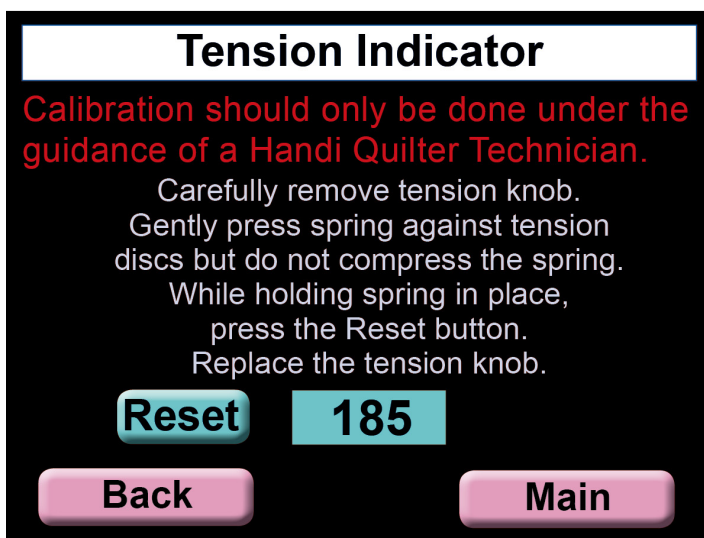 Tension Indicator
Calibration should only be done under the
guidance of a Handi Quilter Technician.
Carefully remove tension knob.
Gently press spring against tension
discs but do not compress the spring.
While holding spring in place,
press the Reset button.
Replace the tension knob.
Reset 185
Back Main